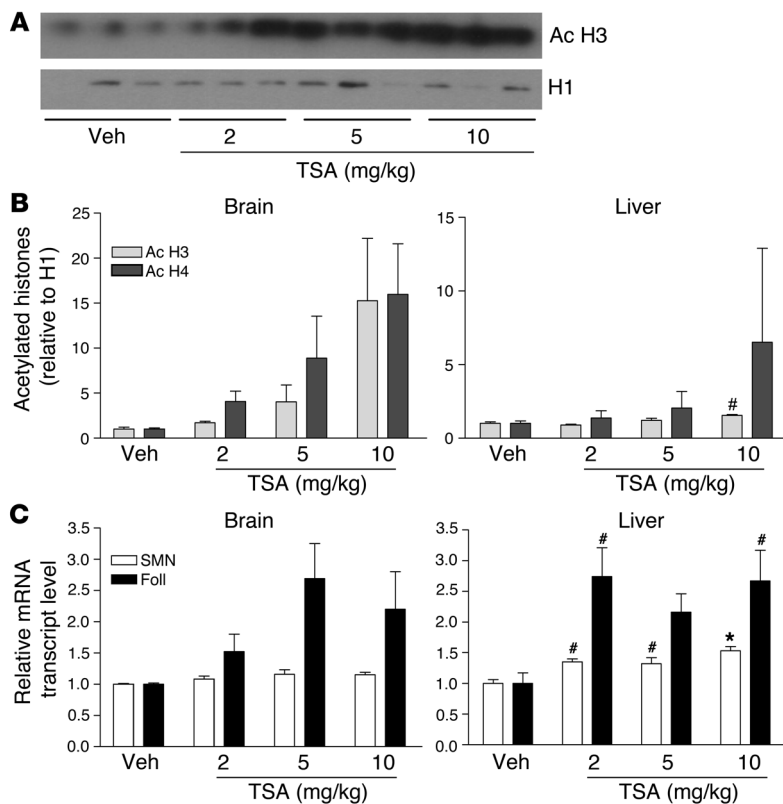 A
Ac H3
H1
Veh 2 5 10
TSA (mg/kg)
B
Brain
Liver
Acetylated histones
(relative to H1)
25
20
15
10
5
0
Ac H3
Ac H4
Veh 2 5 10
TSA (mg/kg)
15
10
5
0
#
Veh 2 5 10
TSA (mg/kg)
C
Brain
Liver
Relative mRNA
transcript level
3.5
3.0
2.5
2.0
1.5
1.0
0.5
0.0
SMN
Foll
Veh 2 5 10
TSA (mg/kg)
3.5
3.0
2.5
2.0
1.5
1.0
0.5
0.0
# # # * #
Veh 2 5 10
TSA (mg/kg)